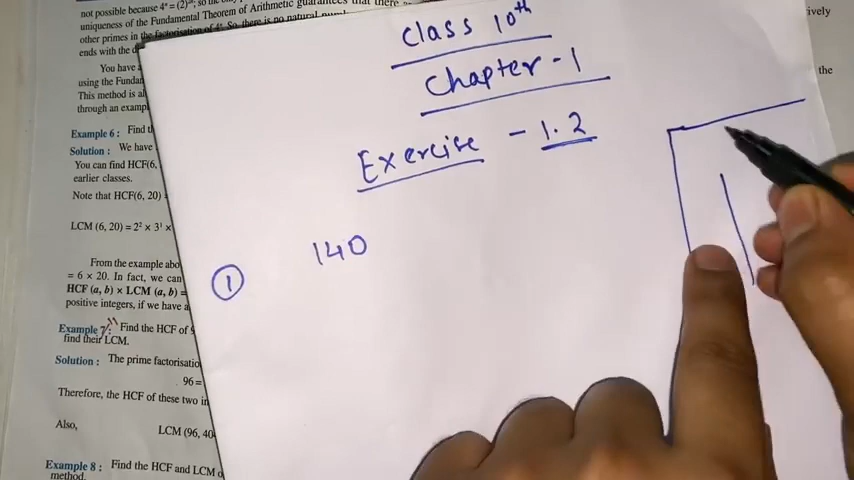 not possible because 4ⁿ = (2)²ⁿ; so the only
uniqueness of the Fundamental Theorem of Arithmetic guarantees that there
other primes in the factorisation of 4ⁿ. So, there is no natural
ends with the d
ively
You have
using the Fundar
the
This method is al
through an exampl
Example 6 : Find
Solution : We have
You can find HCF(6,
earlier classes.
Note that HCF(6, 20)
LCM (6, 20) = 2² × 3¹
From the example abo
= 6 × 20. In fact, we can
HCF (a, b) × LCM (a, b) =
positive integers, if we have a
Example 7 : Find the HCF of
find their LCM.
Solution : The prime factorisatio
96 =
Therefore, the HCF of these two in
Also,
LCM (96, 40
Example 8 : Find the HCF and LCM
method.
Class 10th
Chapter - 1
Exercise - 1.2
① 140